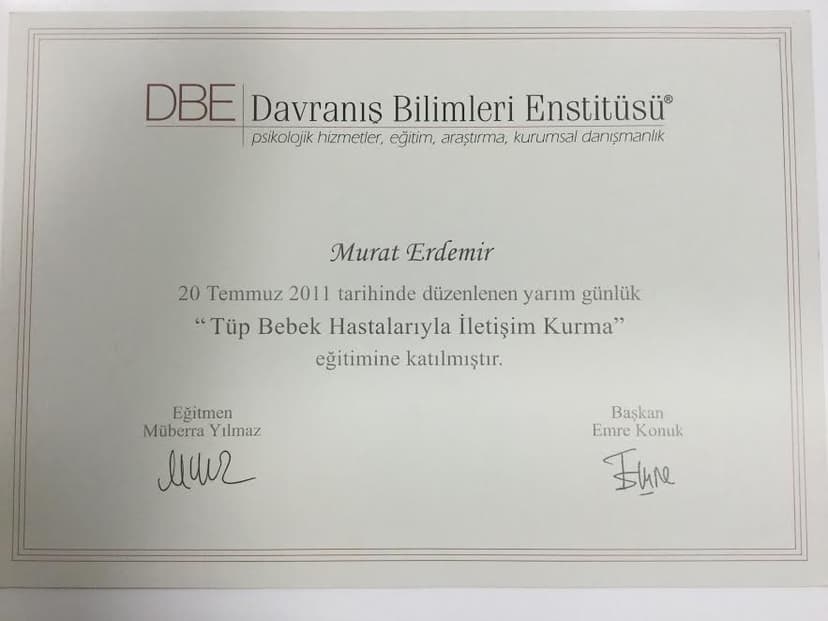 DBE Davranış Bilimleri Enstitüsü®
psikolojik hizmetler, eğitim, araştırma, kurumsal danışmanlık
Murat Erdemir
20 Temmuz 2011 tarihinde düzenlenen yarım günlük
“Tüp Bebek Hastalarıyla İletişim Kurma”
eğitimine katılmıştır.
Eğitmen
Müberra Yılmaz
Başkan
Emre Konuk